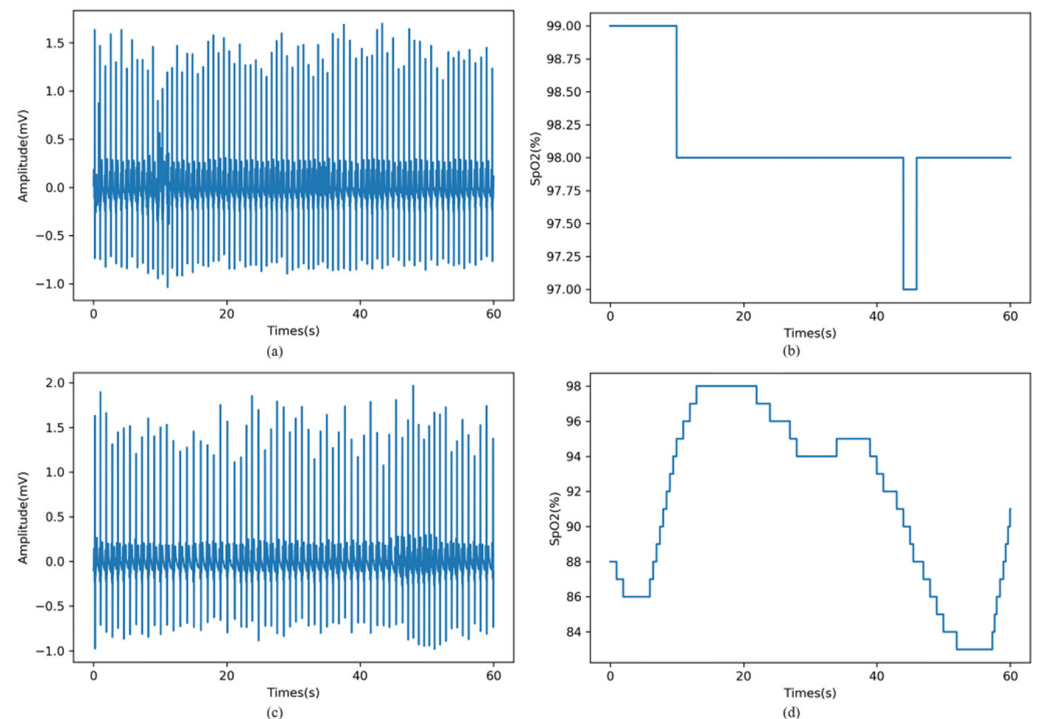 Amplitude(mV)
1.5
1.0
0.5
0.0
−0.5
−1.0
0 20 40 60
Times(s)
(a)
SpO2(%)
99.00
98.75
98.50
98.25
98.00
97.75
97.50
97.25
97.00
0 20 40 60
Times(s)
(b)
Amplitude(mV)
2.0
1.5
1.0
0.5
0.0
−0.5
−1.0
0 20 40 60
Times(s)
(c)
SpO2(%)
98
96
94
92
90
88
86
84
0 20 40 60
Times(s)
(d)